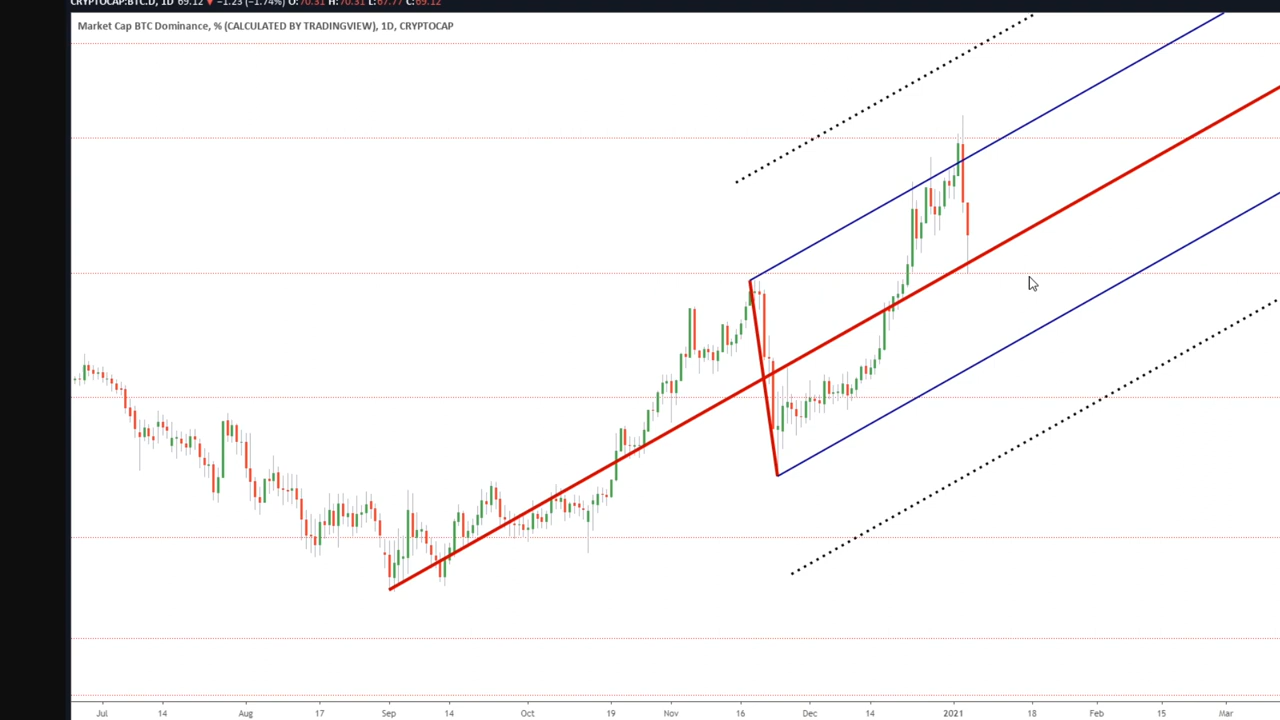 CRYPTOCAP:BTC.D, 1D 69.12 ▼ −1.23 (−1.74%) O:70.31 H:70.31 L:67.77 C:69.12
Market Cap BTC Dominance, % (CALCULATED BY TRADINGVIEW), 1D, CRYPTOCAP
Jul 14 Aug 17 Sep 14 Oct 19 Nov 16 Dec 14 2021 18 Feb 15 Mar